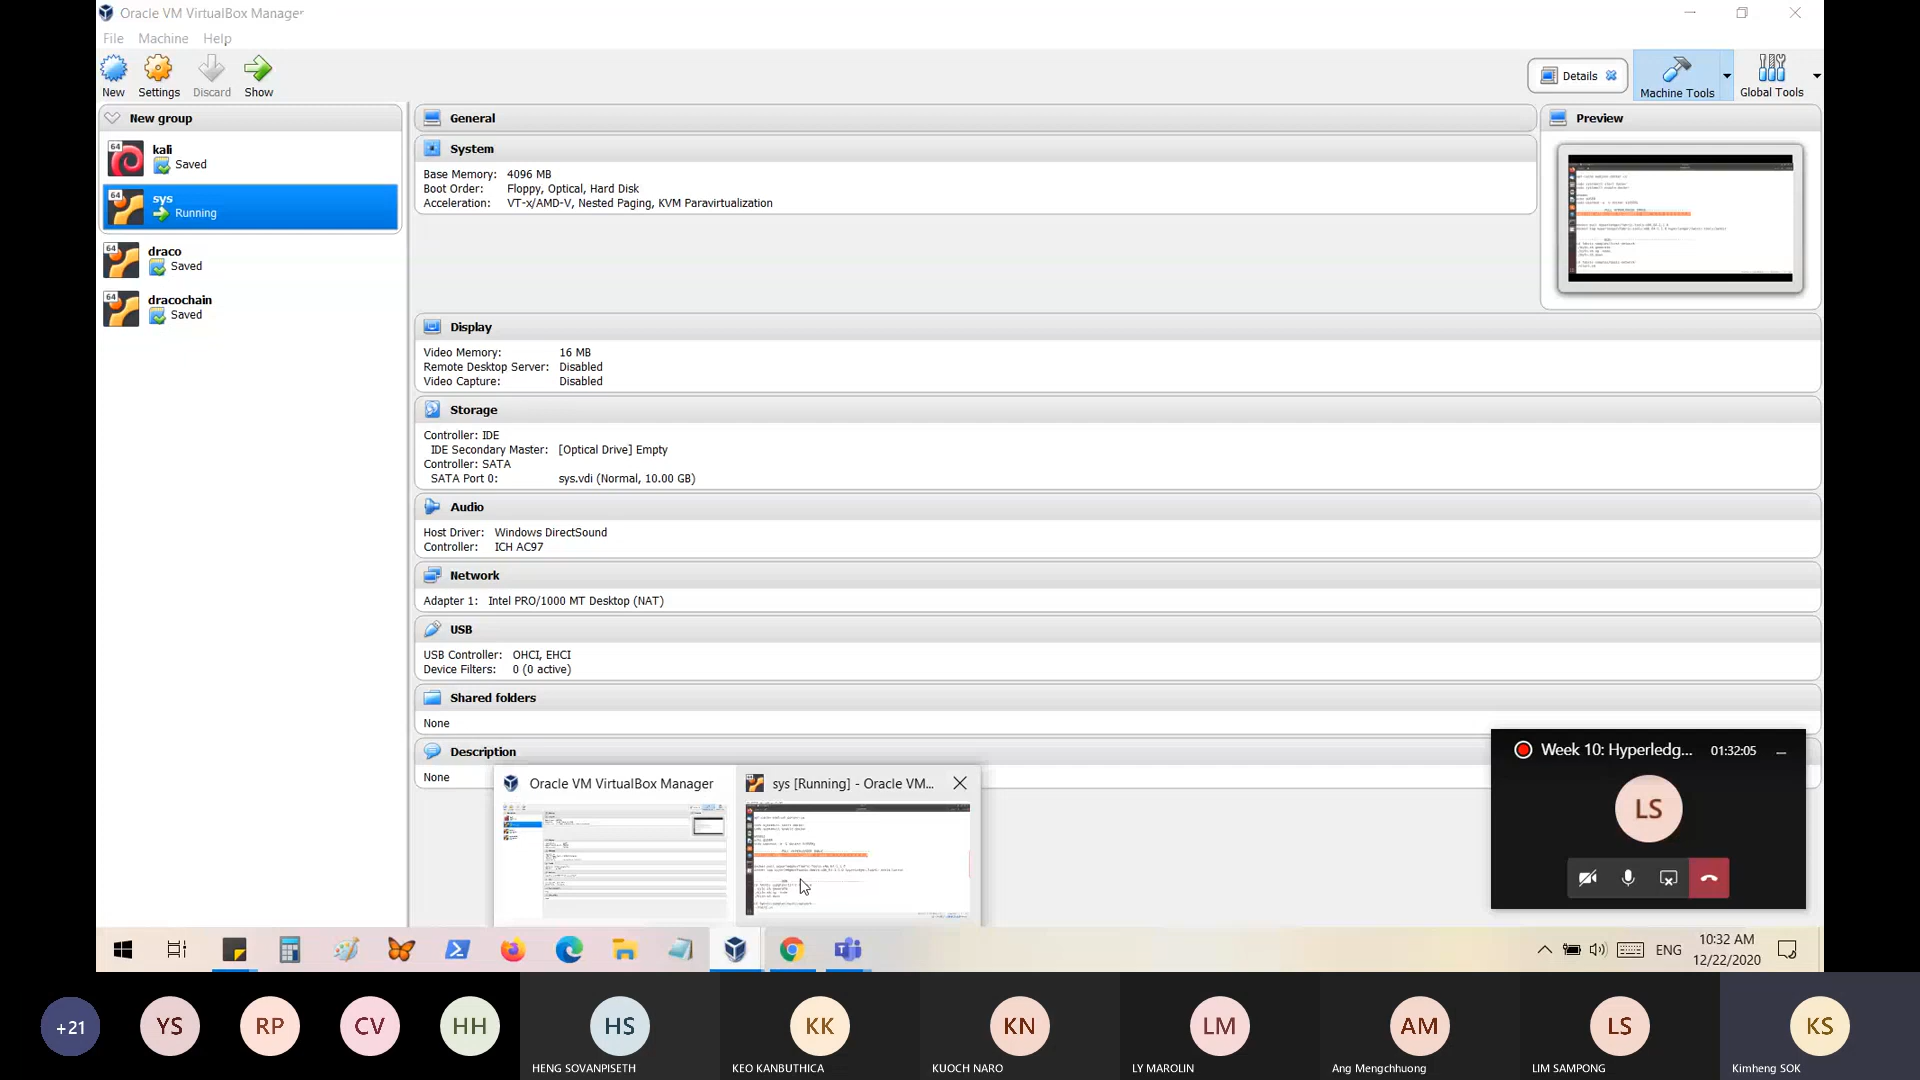 Oracle VM VirtualBox Manager
File Machine Help
New Settings Discard Show
Details
Machine Tools
Global Tools
New group
64
kali
Saved
64
sys
Running
64
draco
Saved
64
dracochain
Saved
General
System
Base Memory: 4096 MB
Boot Order: Floppy, Optical, Hard Disk
Acceleration: VT-x/AMD-V, Nested Paging, KVM Paravirtualization
Preview
Display
Video Memory: 16 MB
Remote Desktop Server: Disabled
Video Capture: Disabled
Storage
Controller: IDE
IDE Secondary Master: [Optical Drive] Empty
Controller: SATA
SATA Port 0: sys.vdi (Normal, 10.00 GB)
Audio
Host Driver: Windows DirectSound
Controller: ICH AC97
Network
Adapter 1: Intel PRO/1000 MT Desktop (NAT)
USB
USB Controller: OHCI, EHCI
Device Filters: 0 (0 active)
Shared folders
None
Description
None
Oracle VM VirtualBox Manager
sys [Running] - Oracle VM...
Week 10: Hyperledg... 01:32:05
LS
ENG
10:32 AM
12/22/2020
+21 YS RP CV HH HS KK KN LM AM LS KS
HENG SOVANPISETH KEO KANBUTHICA KUOCH NARO LY MAROLIN Ang Mengchhuong LIM SAMPONG Kimheng SOK